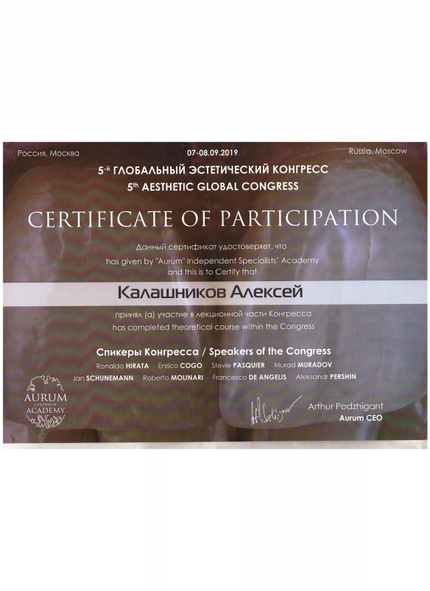 Россия, Москва
07-08.09.2019
Russia, Moscow
5-й ГЛОБАЛЬНЫЙ ЭСТЕТИЧЕСКИЙ КОНГРЕСС
5th AESTHETIC GLOBAL CONGRESS
CERTIFICATE OF PARTICIPATION
Данный сертификат удостоверяет, что
has given by "Aurum" Independent Specialists' Academy
and this is to Certify that
Калашников Алексей
принял (а) участие в лекционной части Конгресса
has completed theoretical course within the Congress
Спикеры Конгресса / Speakers of the Congress
Ronaldo HIRATA Enrico COGO Stevie PASQUIER Murad MURADOV
Jan SCHUNEMANN Roberto MOLINARI Francesco DE ANGELIS Aleksandr PERSHIN
AURUM
ACADEMY
Arthur Podzhigant
Aurum CEO